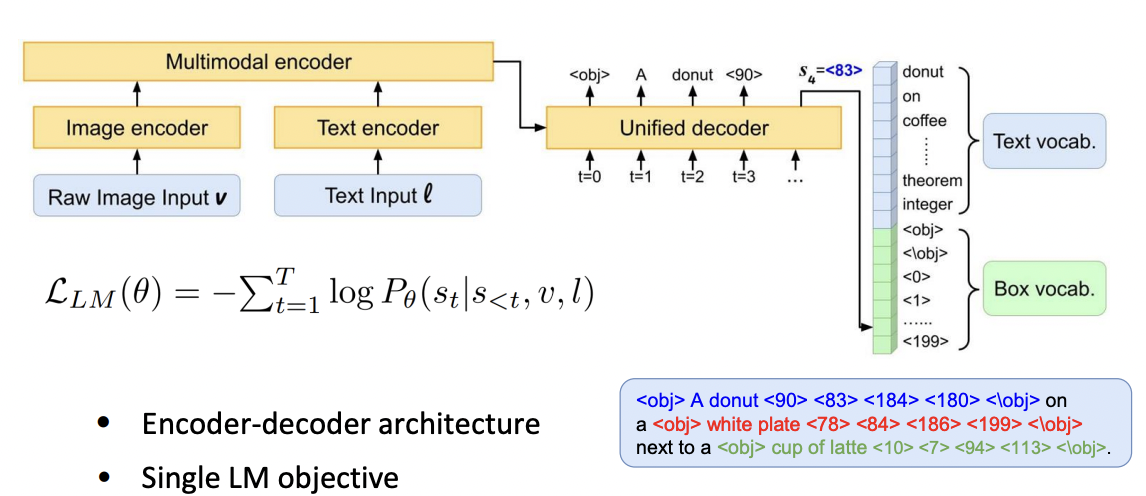 Multimodal encoder
Image encoder
Text encoder
Raw Image Input v
Text Input ℓ
<obj> A donut <90> s₄=<83>
Unified decoder
t=0 t=1 t=2 t=3 ...
donut
on
coffee
......
theorem
integer
Text vocab.
<obj>
<\obj>
<0>
<1>
......
<199>
Box vocab.
ℒ_LM(θ) = −∑ᵀₜ₌₁ log P_θ(sₜ|s_<t, v, l)
• Encoder-decoder architecture
• Single LM objective
<obj> A donut <90> <83> <184> <180> <\obj> on
a <obj> white plate <78> <84> <186> <199> <\obj>
next to a <obj> cup of latte <10> <7> <94> <113> <\obj>.